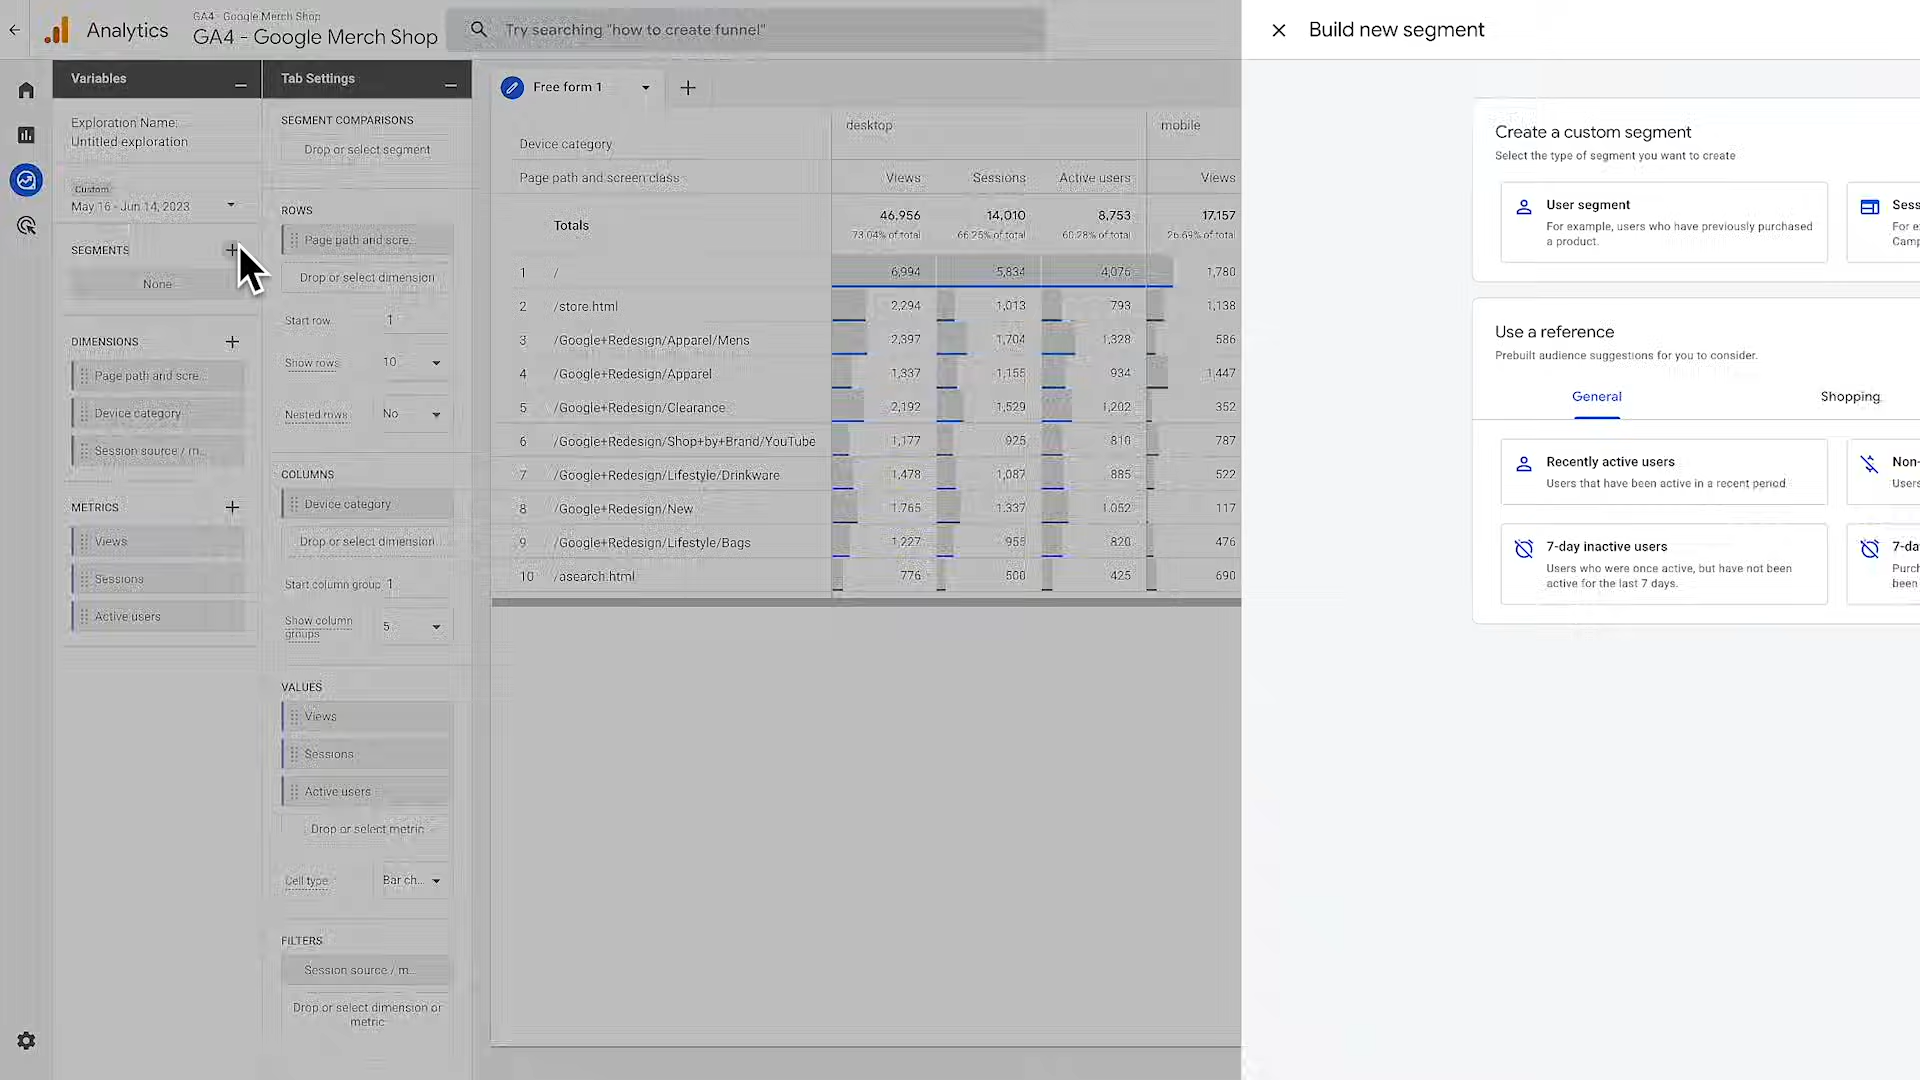 Analytics
GA4 - Google Merch Shop
GA4 - Google Merch Shop
Try searching "how to create funnel"
Build new segment
Variables
Exploration Name:
Untitled exploration
Custom
May 16 - Jun 14, 2023
SEGMENTS
None
DIMENSIONS
Page path and scre...
Device category
Session source / m...
METRICS
Views
Sessions
Active users
Tab Settings
SEGMENT COMPARISONS
Drop or select segment
ROWS
Page path and scre...
Drop or select dimension
Start row 1
Show rows 10
Nested rows No
COLUMNS
Device category
Drop or select dimension
Start column group 1
Show column
groups 5
VALUES
Views
Sessions
Active users
Drop or select metric
Cell type Bar ch...
FILTERS
Session source / m...
Drop or select dimension or
metric
Free form 1
Device category desktop mobile
Page path and screen class Views Sessions Active users Views
Totals 46,956 14,010 8,753 17,157
73.04% of total 66.25% of total 60.28% of total 26.69% of total
1 / 6,994 5,834 4,076 1,780
2 /store.html 2,294 1,013 793 1,138
3 /Google+Redesign/Apparel/Mens 2,397 1,704 1,328 586
4 /Google+Redesign/Apparel 1,337 1,155 934 1,447
5 /Google+Redesign/Clearance 2,192 1,529 1,202 352
6 /Google+Redesign/Shop+by+Brand/YouTube 1,177 925 810 787
7 /Google+Redesign/Lifestyle/Drinkware 1,478 1,087 885 522
8 /Google+Redesign/New 1,765 1,337 1,052 117
9 /Google+Redesign/Lifestyle/Bags 1,227 955 820 476
10 /asearch.html 776 500 425 690
Create a custom segment
Select the type of segment you want to create
User segment
For example, users who have previously purchased
a product.
Sess
For e
Camp
Use a reference
Prebuilt audience suggestions for you to consider.
General Shopping
Recently active users
Users that have been active in a recent period.
Non-
Users
7-day inactive users
Users who were once active, but have not been
active for the last 7 days.
7-da
Purch
been